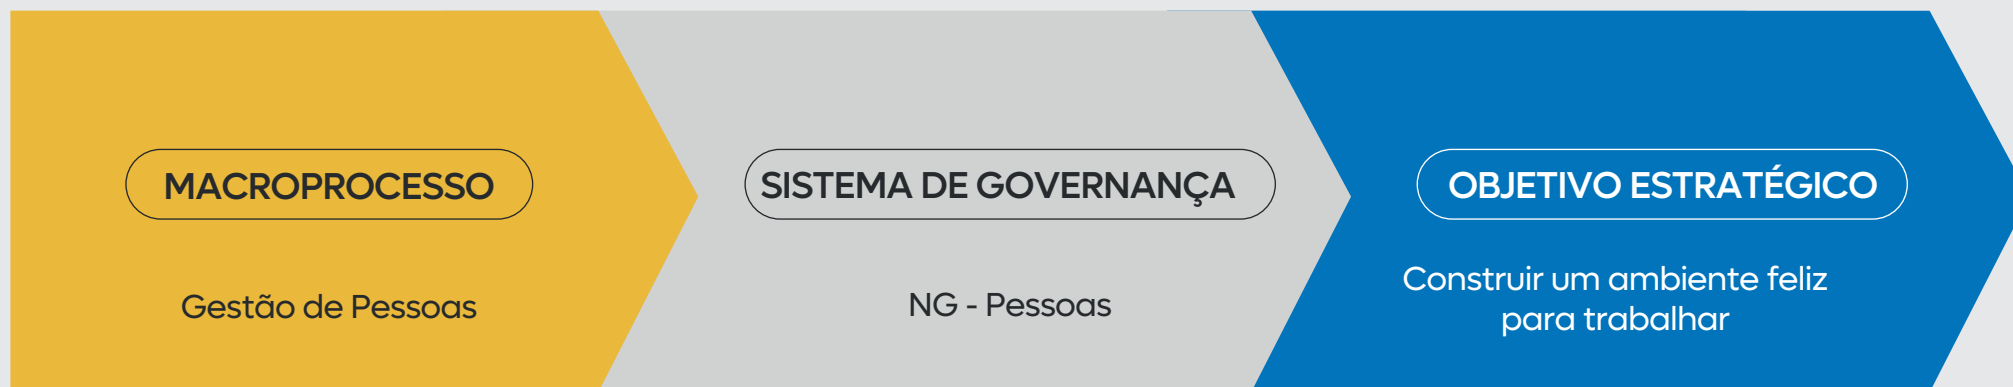 MACROPROCESSO
Gestão de Pessoas
SISTEMA DE GOVERNANÇA
NG - Pessoas
OBJETIVO ESTRATÉGICO
Construir um ambiente feliz
para trabalhar